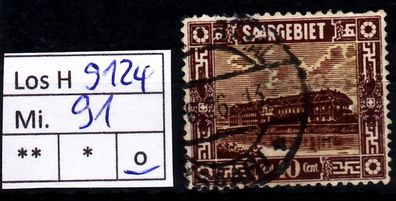 Los H 9124
Mi. 91
** * o
SAARGEBIET
Cent.